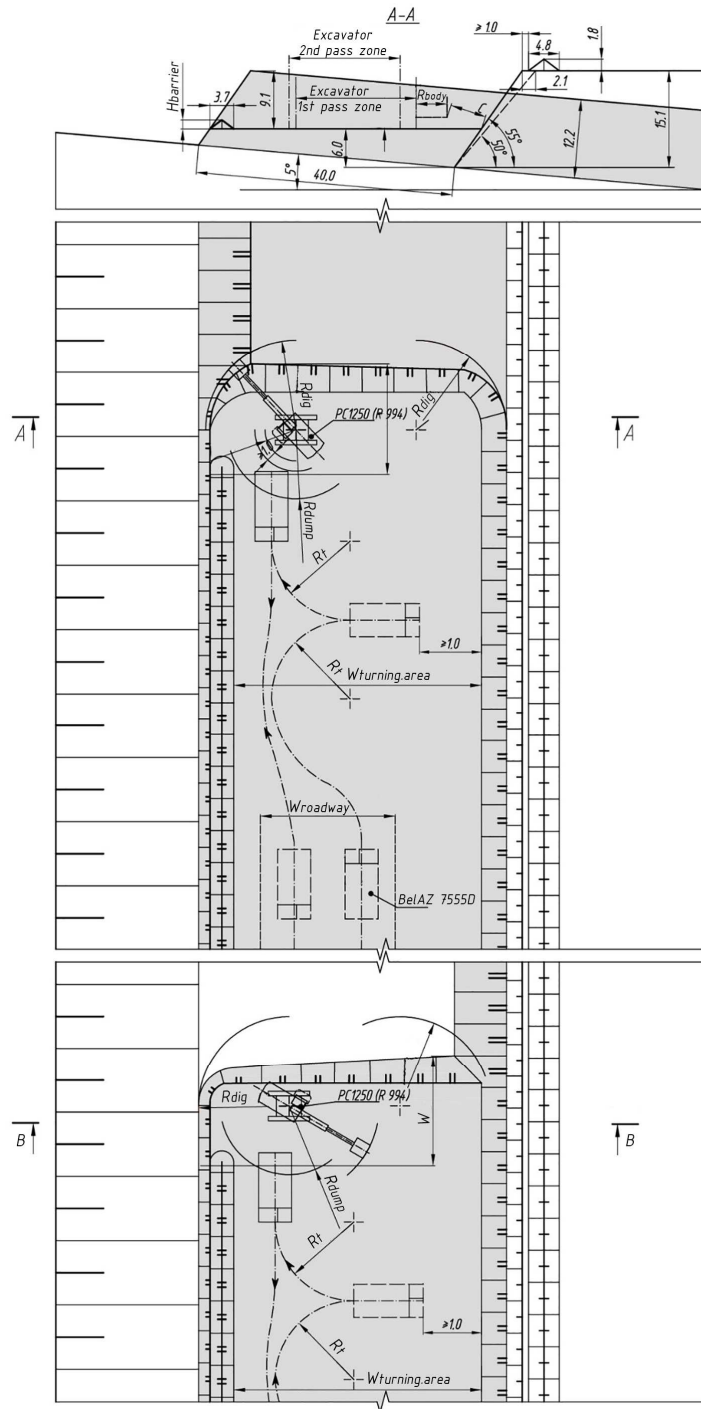 A-A
≥ 1.0
4.8
1.8
Excavator
2nd pass zone
Hbarrier
3.7
9.1
Excavator
1st pass zone
Rbody
C
2.1
15.1
12.2
55°
50°
6.0
5°
40,0
Rdig
Rdig
PC1250 (R 994)
A
A
≥1.0
Rdump
Rt
≥1.0
Rt
Wturning.area
Wroadway
BelAZ 7555D
Rdig
PC1250 (R 994)
W
B
B
Rdump
Rt
≥1.0
Rt
Wturning.area